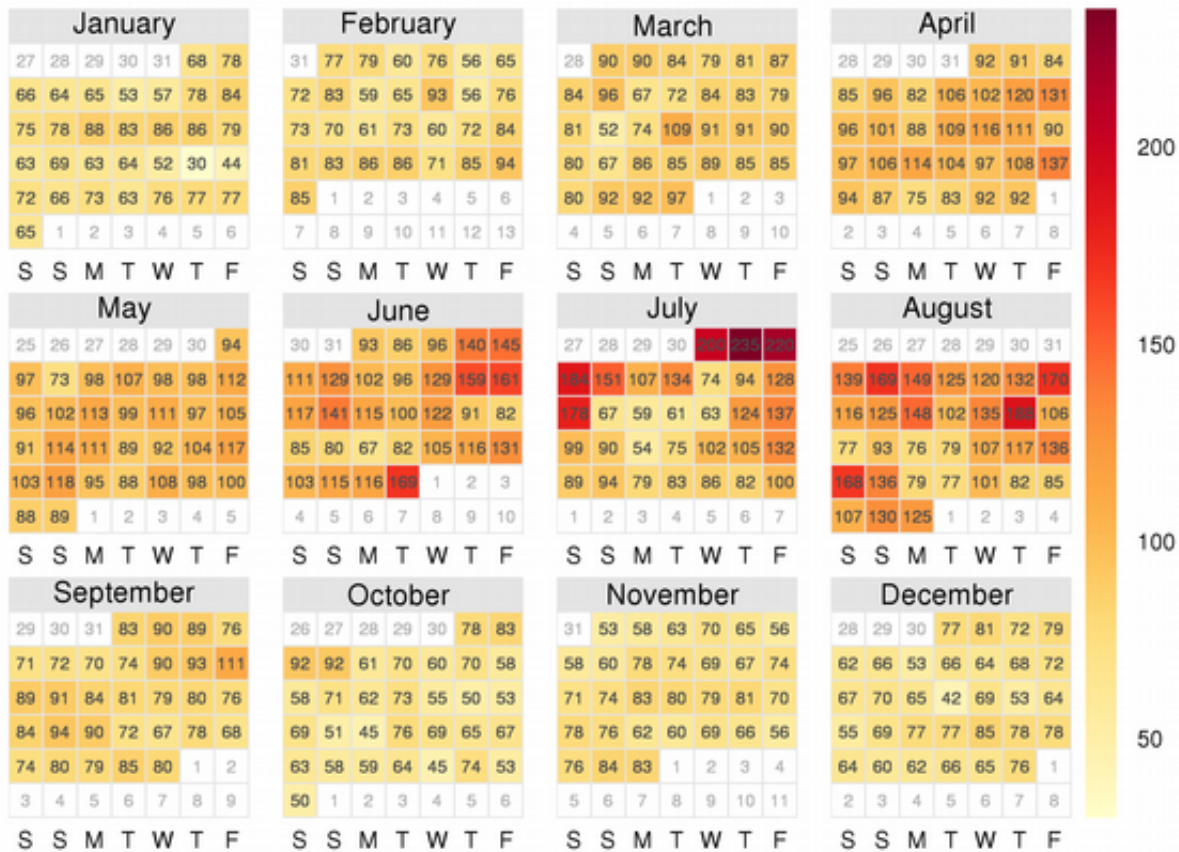 January February March April
27 28 29 30 31 68 78 31 77 79 60 76 56 65 28 90 90 84 79 81 87 28 29 30 31 92 91 84
66 64 65 53 57 78 84 72 83 59 65 93 56 76 84 96 67 72 84 83 79 85 96 82 106 102 120 131
200
75 78 88 83 86 86 79 73 70 61 73 60 72 84 81 52 74 109 91 91 90 96 101 88 109 116 111 90
63 69 63 64 52 30 44 81 83 86 86 71 85 94 80 67 86 85 89 85 85 97 106 114 104 97 108 137
72 66 73 63 76 77 77 85 1 2 3 4 5 6 80 92 92 97 1 2 3 94 87 75 83 92 92 1
65 1 2 3 4 5 6 7 8 9 10 11 12 13 4 5 6 7 8 9 10 2 3 4 5 6 7 8
S S M T W T F S S M T W T F S S M T W T F S S M T W T F
May June July August
25 26 27 28 29 30 94 30 31 93 86 96 140 145 27 28 29 30 200 235 220 25 26 27 28 29 30 31
150
97 73 98 107 98 98 112 111 129 102 96 129 159 161 184 151 107 134 74 94 128 139 169 149 125 120 132 170
96 102 113 99 111 97 105 117 141 115 100 122 91 82 178 67 59 61 63 124 137 116 125 148 102 135 188 106
91 114 111 89 92 104 117 85 80 67 82 105 116 131 99 90 54 75 102 105 132 77 93 76 79 107 117 136
103 118 95 88 108 98 100 103 115 116 169 1 2 3 89 94 79 83 86 82 100 168 136 79 77 101 82 85
88 89 1 2 3 4 5 4 5 6 7 8 9 10 1 2 3 4 5 6 7 107 130 125 1 2 3 4
100
S S M T W T F S S M T W T F S S M T W T F S S M T W T F
September October November December
29 30 31 83 90 89 76 26 27 28 29 30 78 83 31 53 58 63 70 65 56 28 29 30 77 81 72 79
71 72 70 74 90 93 111 92 92 61 70 60 70 58 58 60 78 74 69 67 74 62 66 53 66 64 68 72
89 91 84 81 79 80 76 58 71 62 73 55 50 53 71 74 83 80 79 81 70 67 70 65 42 69 53 64
84 94 90 72 67 78 68 69 51 45 76 69 65 67 78 76 62 60 69 66 56 55 69 77 77 85 78 78
50
74 80 79 85 80 1 2 63 58 59 64 45 74 53 76 84 83 1 2 3 4 64 60 62 66 65 76 1
3 4 5 6 7 8 9 50 1 2 3 4 5 6 5 6 7 8 9 10 11 2 3 4 5 6 7 8
S S M T W T F S S M T W T F S S M T W T F S S M T W T F